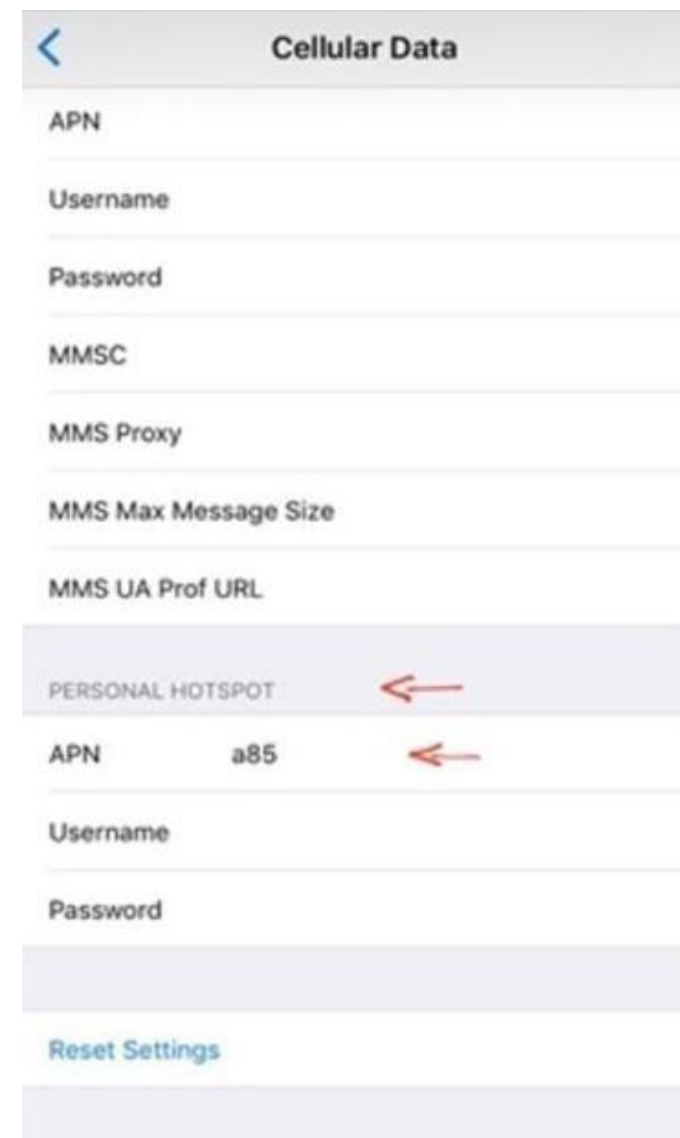 Cellular Data
APN
Username
Password
MMSC
MMS Proxy
MMS Max Message Size
MMS UA Prof URL
PERSONAL HOTSPOT
APN a85
Username
Password
Reset Settings